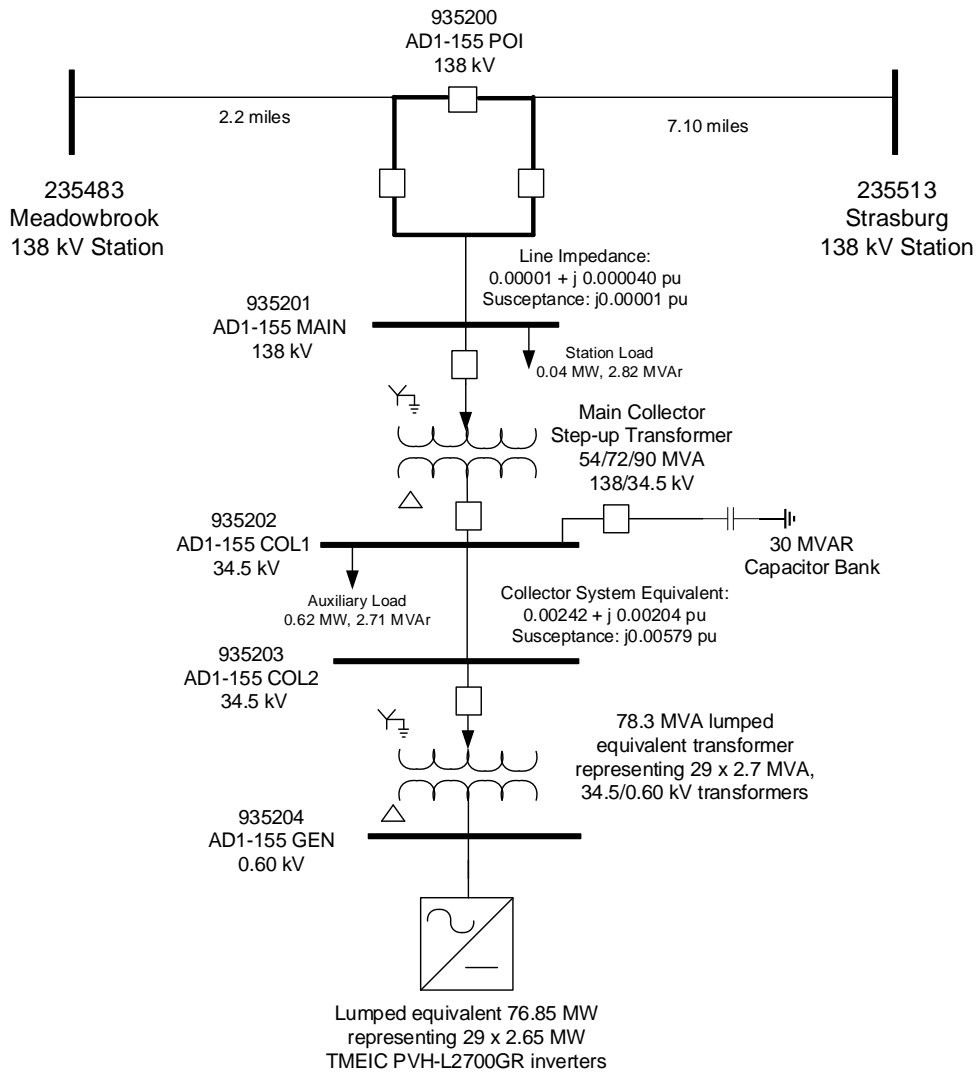 935200
AD1-155 POI
138 kV
2.2 miles
7.10 miles
235483
Meadowbrook
138 kV Station
235513
Strasburg
138 kV Station
Line Impedance:
0.00001 + j 0.000040 pu
Susceptance: j0.00001 pu
935201
AD1-155 MAIN
138 kV
Station Load
0.04 MW, 2.82 MVAr
Main Collector
Step-up Transformer
54/72/90 MVA
138/34.5 kV
935202
AD1-155 COL1
34.5 kV
30 MVAR
Capacitor Bank
Auxiliary Load
0.62 MW, 2.71 MVAr
Collector System Equivalent:
0.00242 + j 0.00204 pu
Susceptance: j0.00579 pu
935203
AD1-155 COL2
34.5 kV
78.3 MVA lumped
equivalent transformer
representing 29 x 2.7 MVA,
34.5/0.60 kV transformers
935204
AD1-155 GEN
0.60 kV
Lumped equivalent 76.85 MW
representing 29 x 2.65 MW
TMEIC PVH-L2700GR inverters